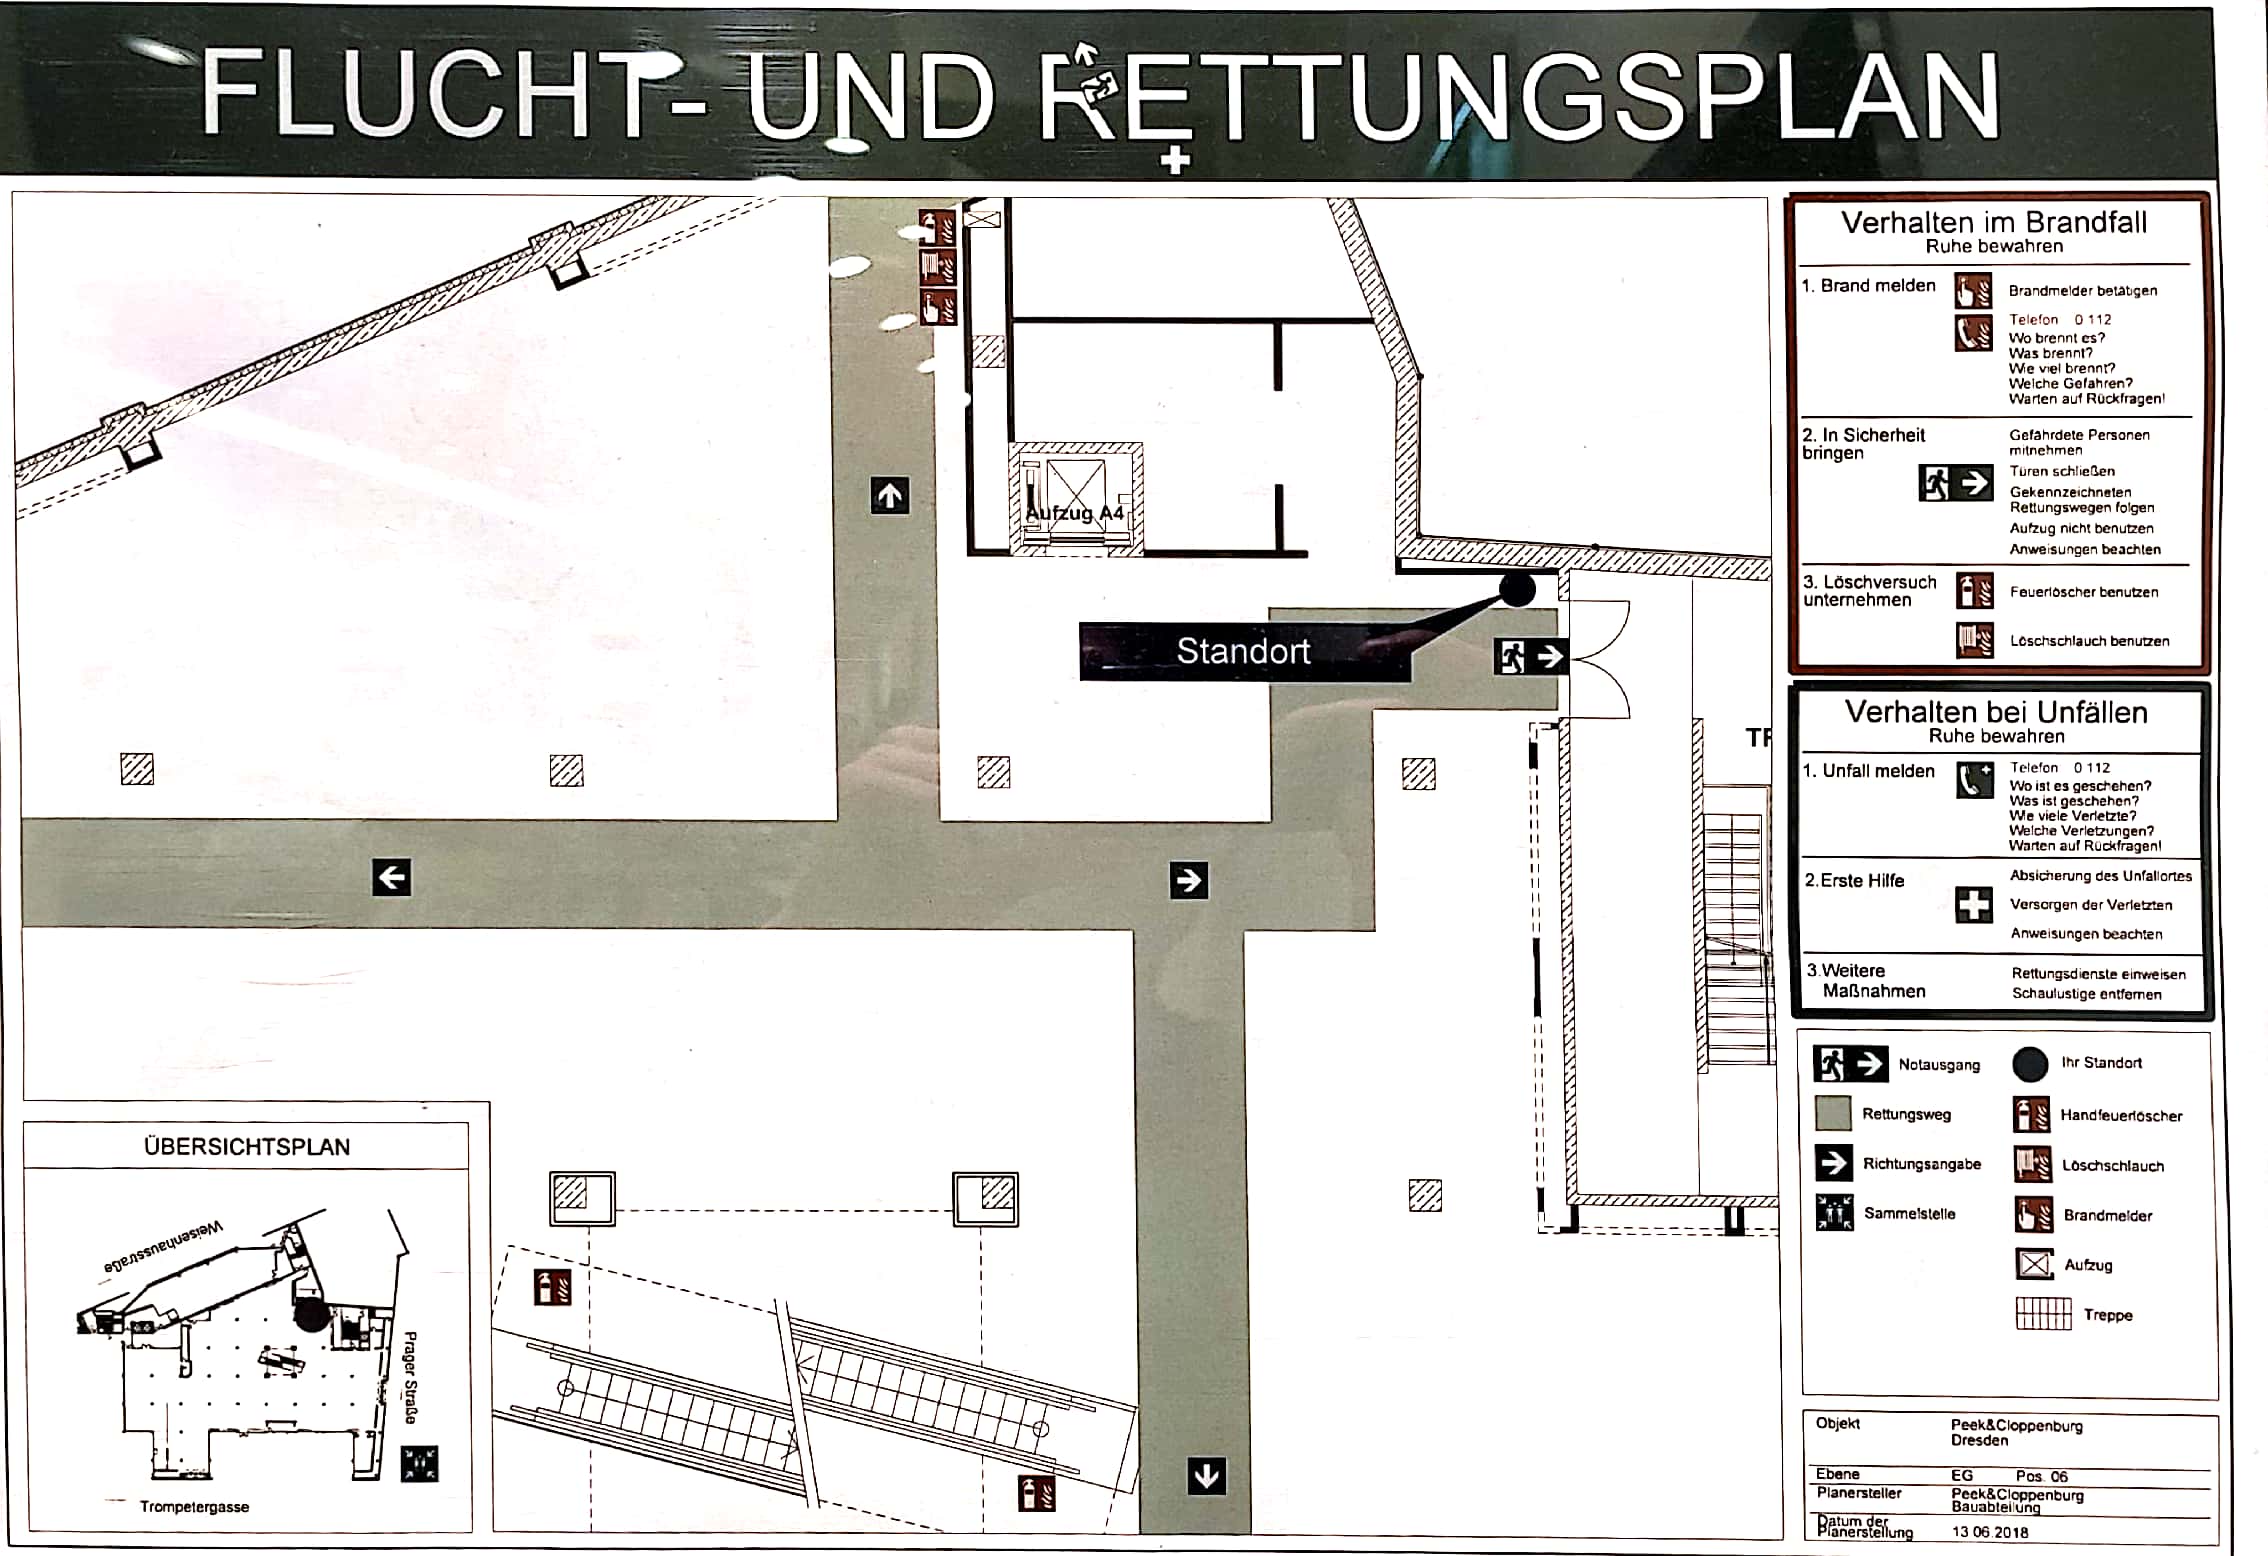 FLUCHT- UND RETTUNGSPLAN
Aufzug A4
Standort
ÜBERSICHTSPLAN
Weisenhausstraße
Prager Straße
Trompetergasse
Verhalten im Brandfall
Ruhe bewahren
1. Brand melden
Brandmelder betätigen
Telefon 0 112
Wo brennt es?
Was brennt?
Wie viel brennt?
Welche Gefahren?
Warten auf Rückfragen!
2. In Sicherheit
bringen
Gefährdete Personen
mitnehmen
Türen schließen
Gekennzeichneten
Rettungswegen folgen
Aufzug nicht benutzen
Anweisungen beachten
3. Löschversuch
unternehmen
Feuerlöscher benutzen
Löschschlauch benutzen
Verhalten bei Unfällen
Ruhe bewahren
1. Unfall melden
Telefon 0 112
Wo ist es geschehen?
Was ist geschehen?
Wie viele Verletzte?
Welche Verletzungen?
Warten auf Rückfragen!
2.Erste Hilfe
Absicherung des Unfallortes
Versorgen der Verletzten
Anweisungen beachten
3.Weitere
Maßnahmen
Rettungsdienste einweisen
Schaulustige entfernen
Notausgang
Ihr Standort
Rettungsweg
Handfeuerlöscher
Richtungsangabe
Löschschlauch
Sammelstelle
Brandmelder
Aufzug
Treppe
Objekt Peek&Cloppenburg
Dresden
Ebene EG Pos. 06
Planersteller Peek&Cloppenburg
Bauabteilung
Datum der
Planerstellung 13.06.2018